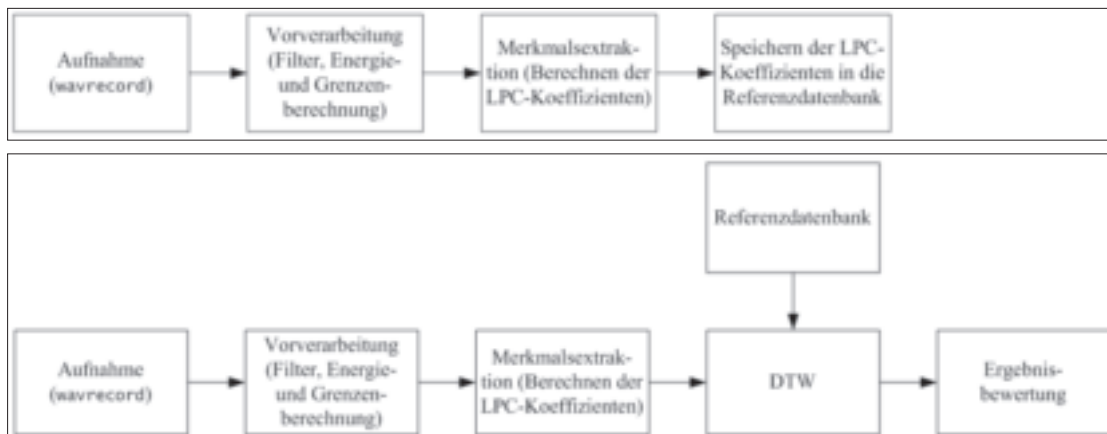 Aufnahme
(wavrecord)
Vorverarbeitung
(Filter, Energie-
und Grenzen-
berechnung)
Merkmalsextrak-
tion (Berechnen der
LPC-Koeffizienten)
Speichern der LPC-
Koeffizienten in die
Referenzdatenbank
Referenzdatenbank
Aufnahme
(wavrecord)
Vorverarbeitung
(Filter, Energie-
und Grenzen-
berechnung)
Merkmalsextrak-
tion (Berechnen der
LPC-Koeffizienten)
DTW
Ergebnis-
bewertung